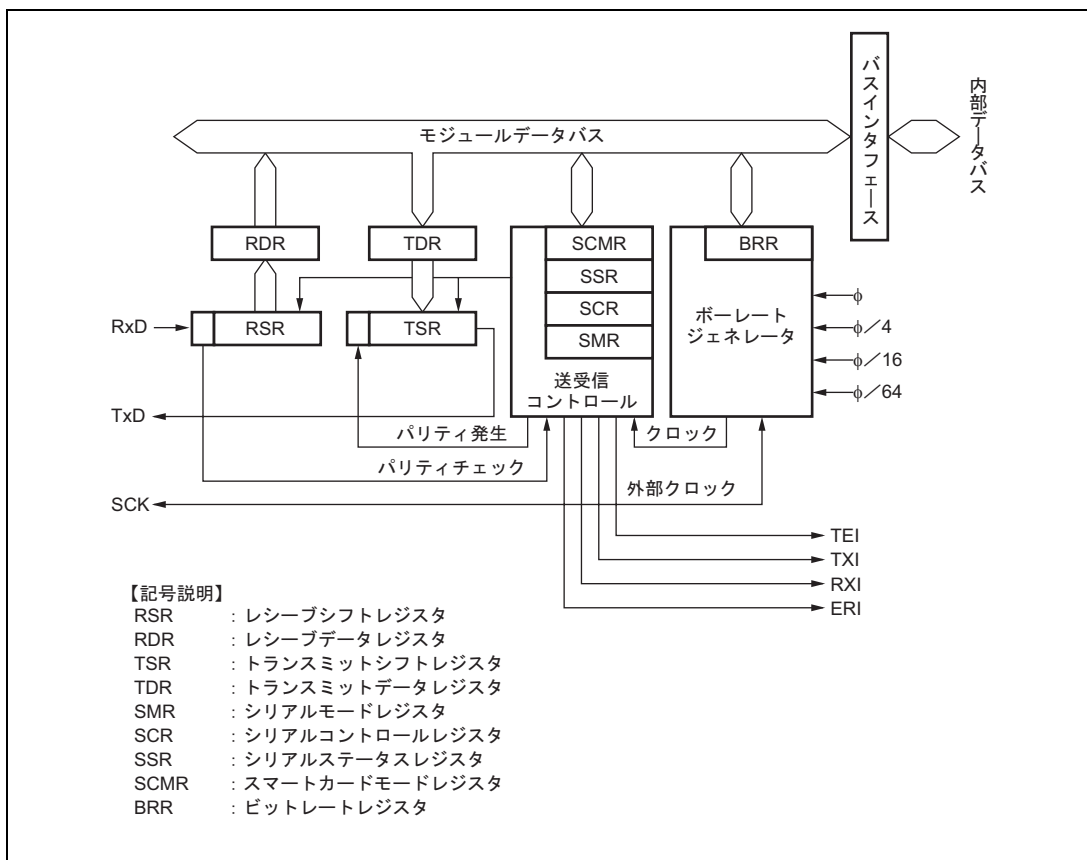 バスインタフェース
内部データバス
モジュールデータバス
RDR
TDR
SCMR
BRR
SSR
φ
RxD
RSR
TSR
SCR
ボーレート
ジェネレータ
φ/4
SMR
φ/16
送受信
コントロール
φ/64
TxD
パリティ発生
クロック
パリティチェック
外部クロック
SCK
TEI
TXI
RXI
ERI
【記号説明】
RSR : レシーブシフトレジスタ
RDR : レシーブデータレジスタ
TSR : トランスミットシフトレジスタ
TDR : トランスミットデータレジスタ
SMR : シリアルモードレジスタ
SCR : シリアルコントロールレジスタ
SSR : シリアルステータスレジスタ
SCMR : スマートカードモードレジスタ
BRR : ビットレートレジスタ